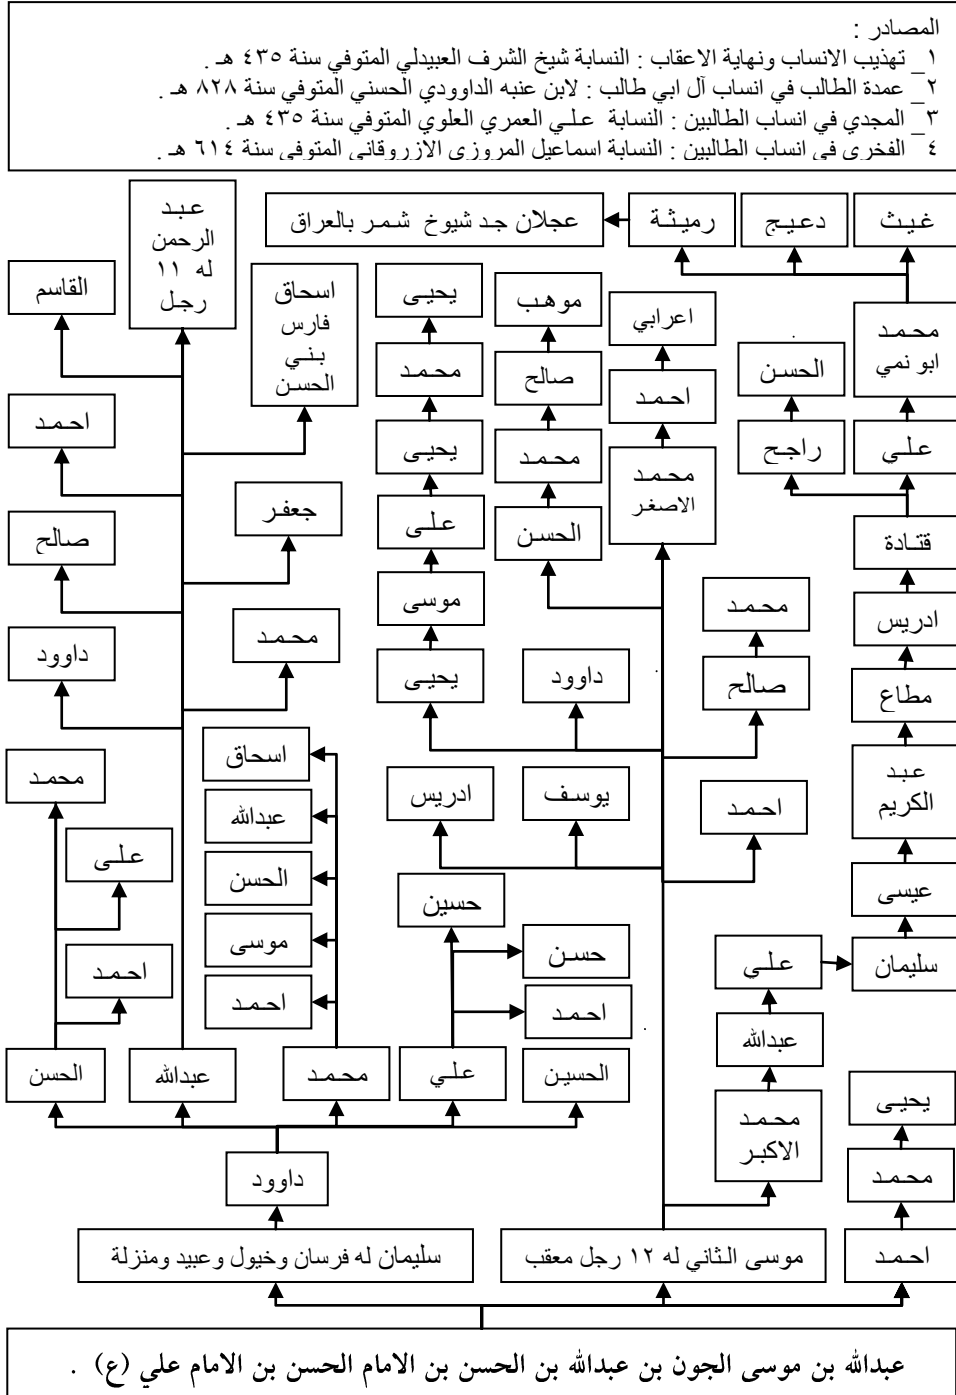 المصادر :
١_ تهذيب الانساب ونهاية الاعقاب : النسابة شيخ الشرف العبيدلي المتوفي سنة ٤٣٥ هـ .
٢_ عمدة الطالب في انساب آل ابي طالب : لابن عنبه الداوودي الحسني المتوفي سنة ٨٢٨ هـ .
٣_ المجدي في انساب الطالبين : النسابة علي العمري العلوي المتوفي سنة ٤٣٥ هـ .
٤_ الفخري في انساب الطالبين : النسابة اسماعيل المروزي الازروقاني المتوفي سنة ٦١٤ هـ .
غيث
دعيج
رميثة
عجلان جد شيوخ شمر بالعراق
عبد
الرحمن
له ١١
رجل
القاسم
اسحاق
فارس
بني
الحسن
يحيى
موهب
اعرابي
محمد
ابو نمي
الحسن
احمد
صالح
محمد
احمد
علي
راجح
محمد
الاصغر
محمد
يحيى
جعفر
صالح
قتادة
الحسن
على
ادريس
محمد
موسى
محمد
داوود
مطاع
صالح
داوود
يحيى
اسحاق
محمد
عبد
الكريم
احمد
يوسف
ادريس
عبدالله
على
الحسن
عيسى
حسين
موسى
سليمان
علي
حسن
احمد
احمد
احمد
عبدالله
الحسين
علي
محمد
عبدالله
الحسن
يحيى
محمد
الاكبر
محمد
داوود
احمد
موسى الثاني له ١٢ رجل معقب
سليمان له فرسان وخيول وعبيد ومنزلة
عبدالله بن موسى الجون بن عبدالله بن الحسن بن الامام الحسن بن الامام علي (ع) .